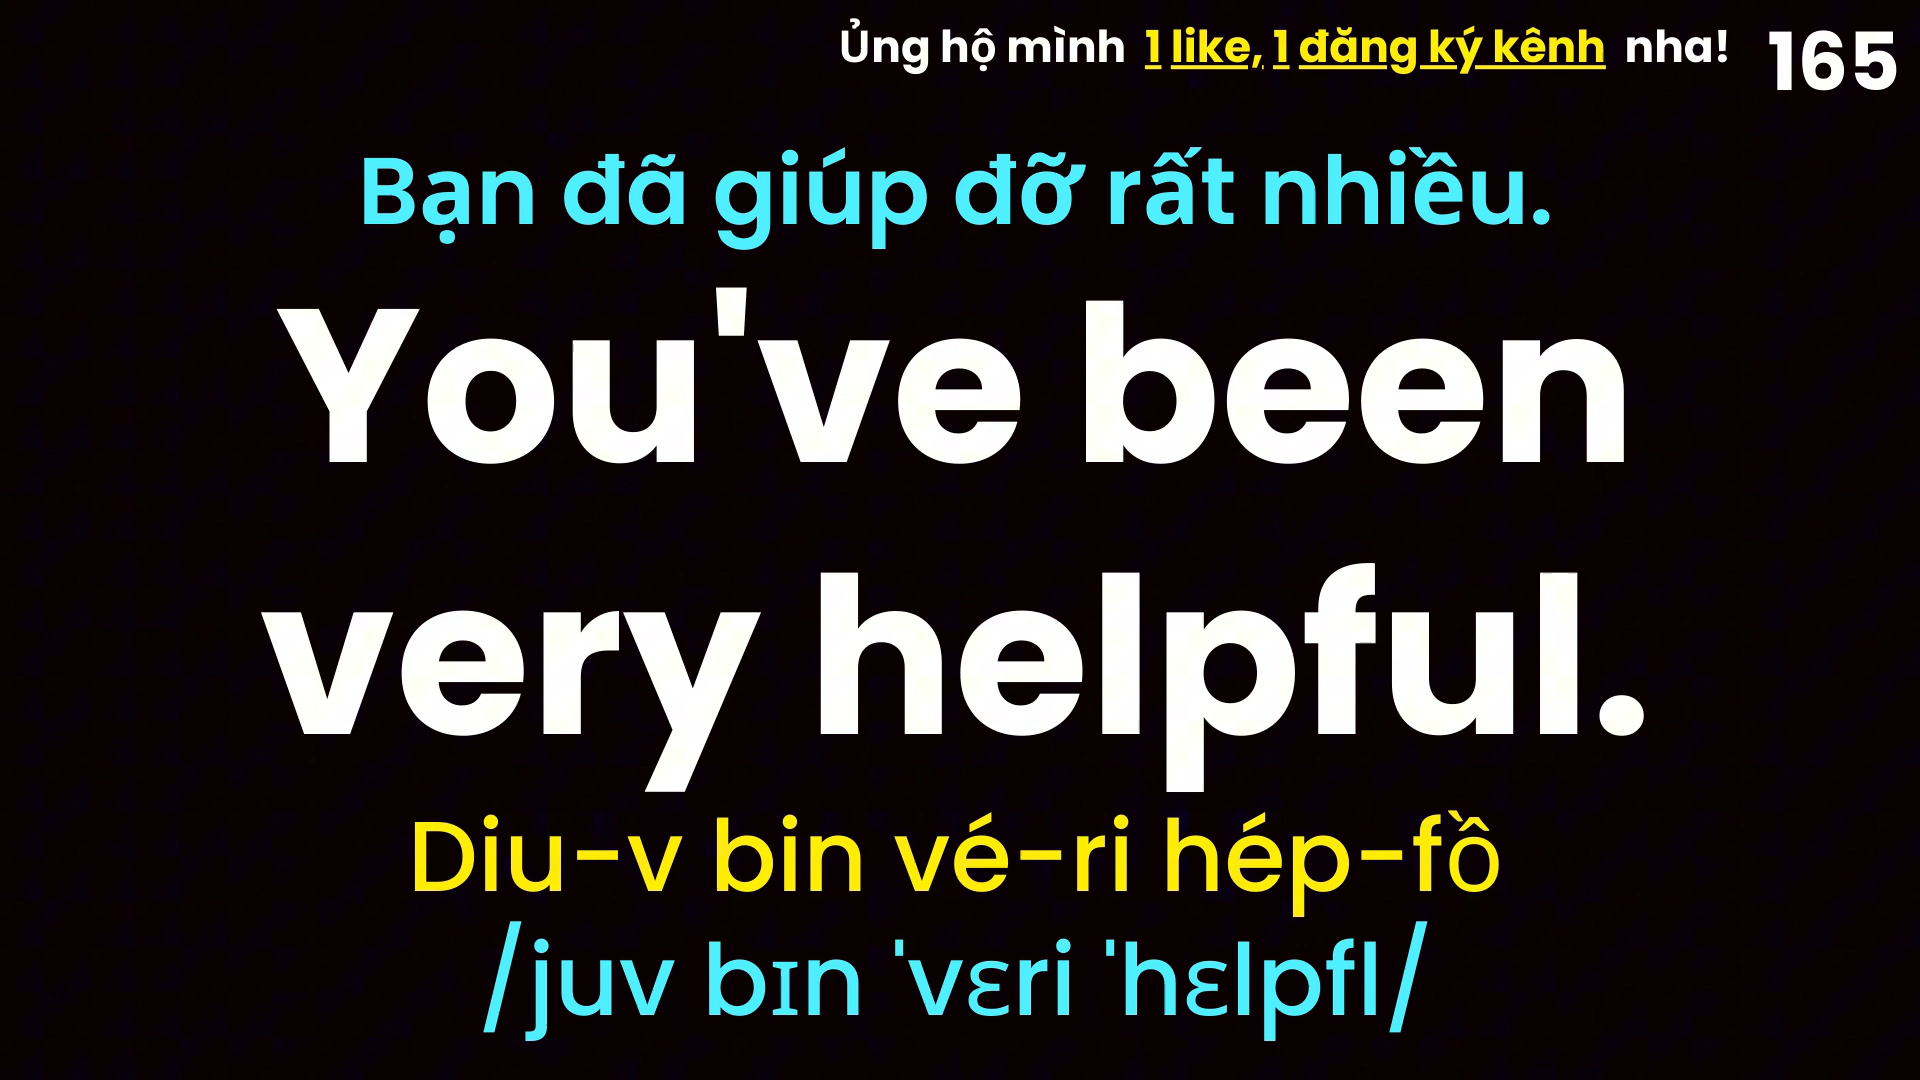 Ủng hộ mình 1 like, 1 đăng ký kênh nha! 165
Bạn đã giúp đỡ rất nhiều.
You've been
very helpful.
Diu-v bin vé-ri hép-fồ
/juv bɪn ˈvɛri ˈhɛlpfl/